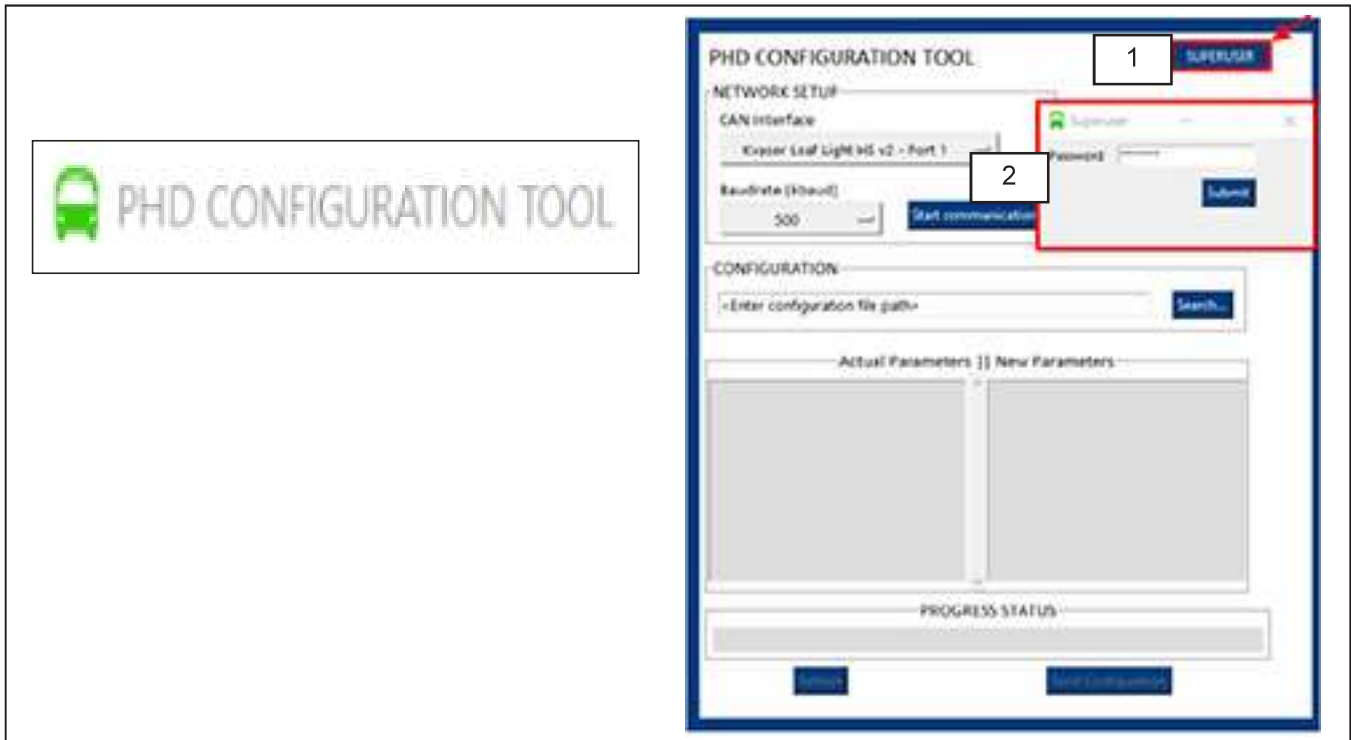 PHD CONFIGURATION TOOL
PHD CONFIGURATION TOOL
1
SUPERUSER
NETWORK SETUP
CAN Interface
Kvaser Leaf Light HS v2 - Port 1
Superuser
Password
2
Submit
Baudrate [kbaud]
500
Start communication
CONFIGURATION
<Enter configuration file path>
Search...
Actual Parameters || New Parameters
PROGRESS STATUS
Send Configuration